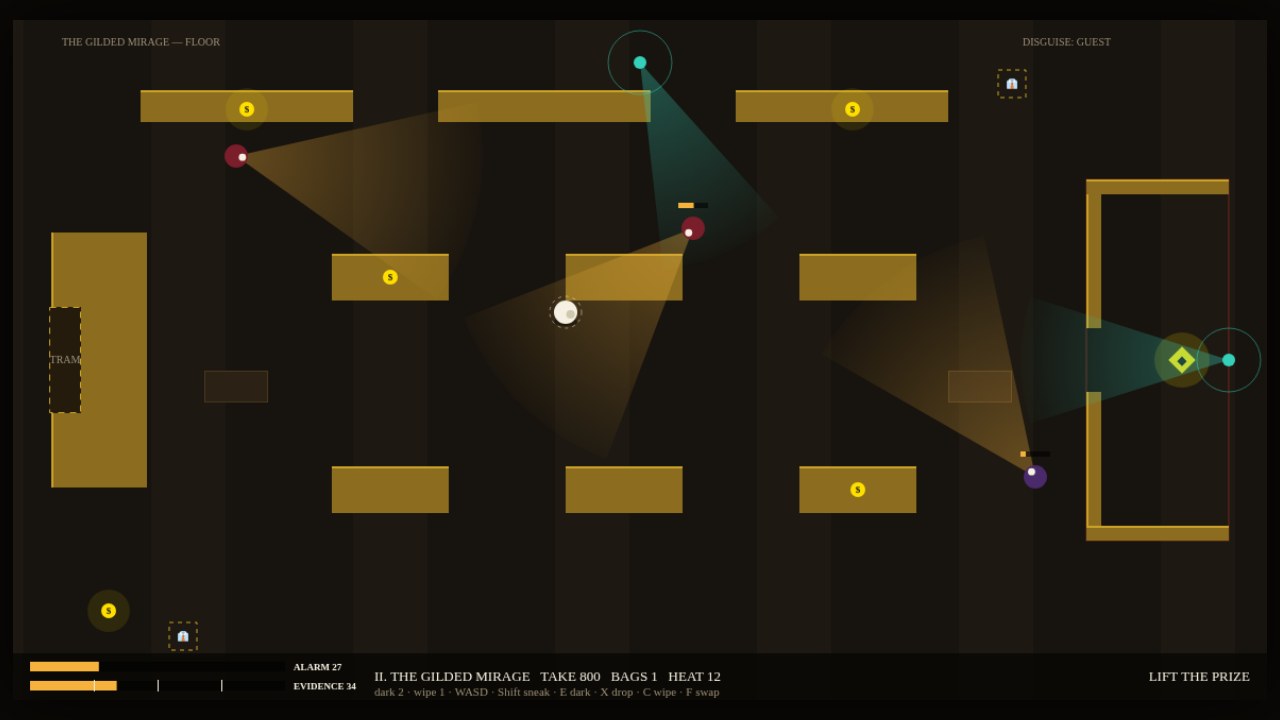 THE GILDED MIRAGE — FLOOR
DISGUISE: GUEST
$
$
$
TRAM
$
$
ALARM 27
EVIDENCE 34
II. THE GILDED MIRAGE TAKE 800 BAGS 1 HEAT 12
dark 2 · wipe 1 · WASD · Shift sneak · E dark · X drop · C wipe · F swap
LIFT THE PRIZE